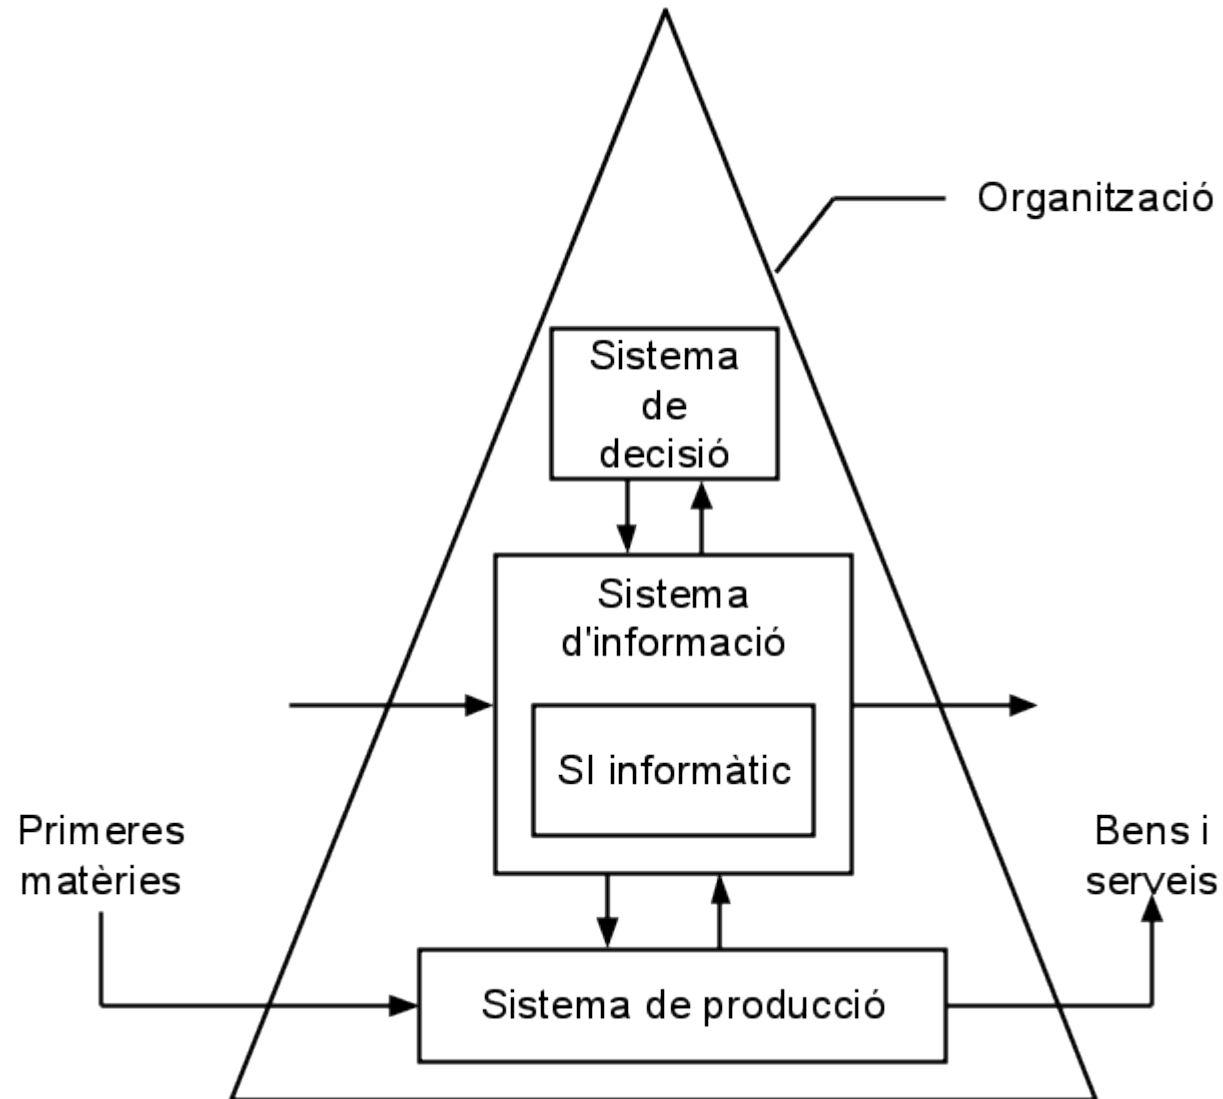 Organització
Sistema
de
decisió
Sistema
d'informació
SI informàtic
Primeres
matèries
Bens i
serveis
Sistema de producció